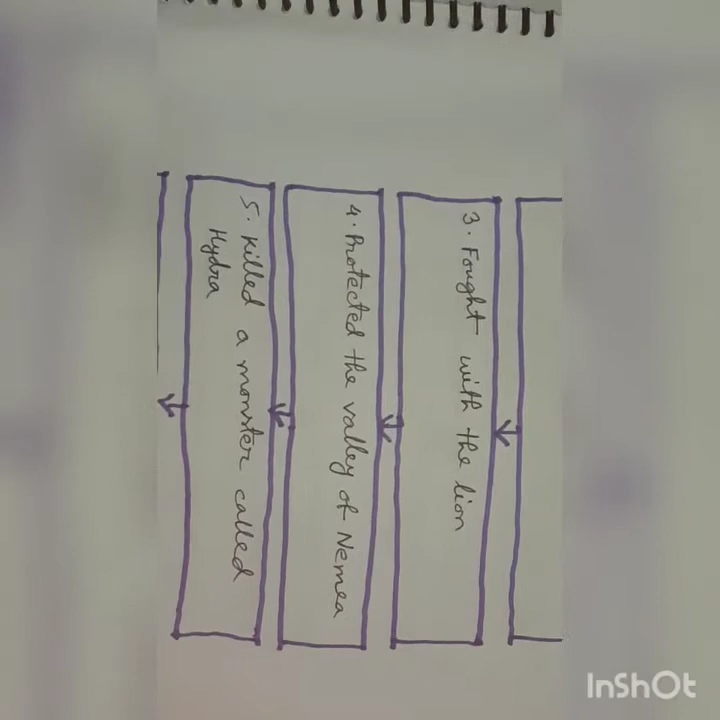 3. Fought with the lion
4. Protected the valley of Nemea
5. Killed a monster called
Hydra
InShOt